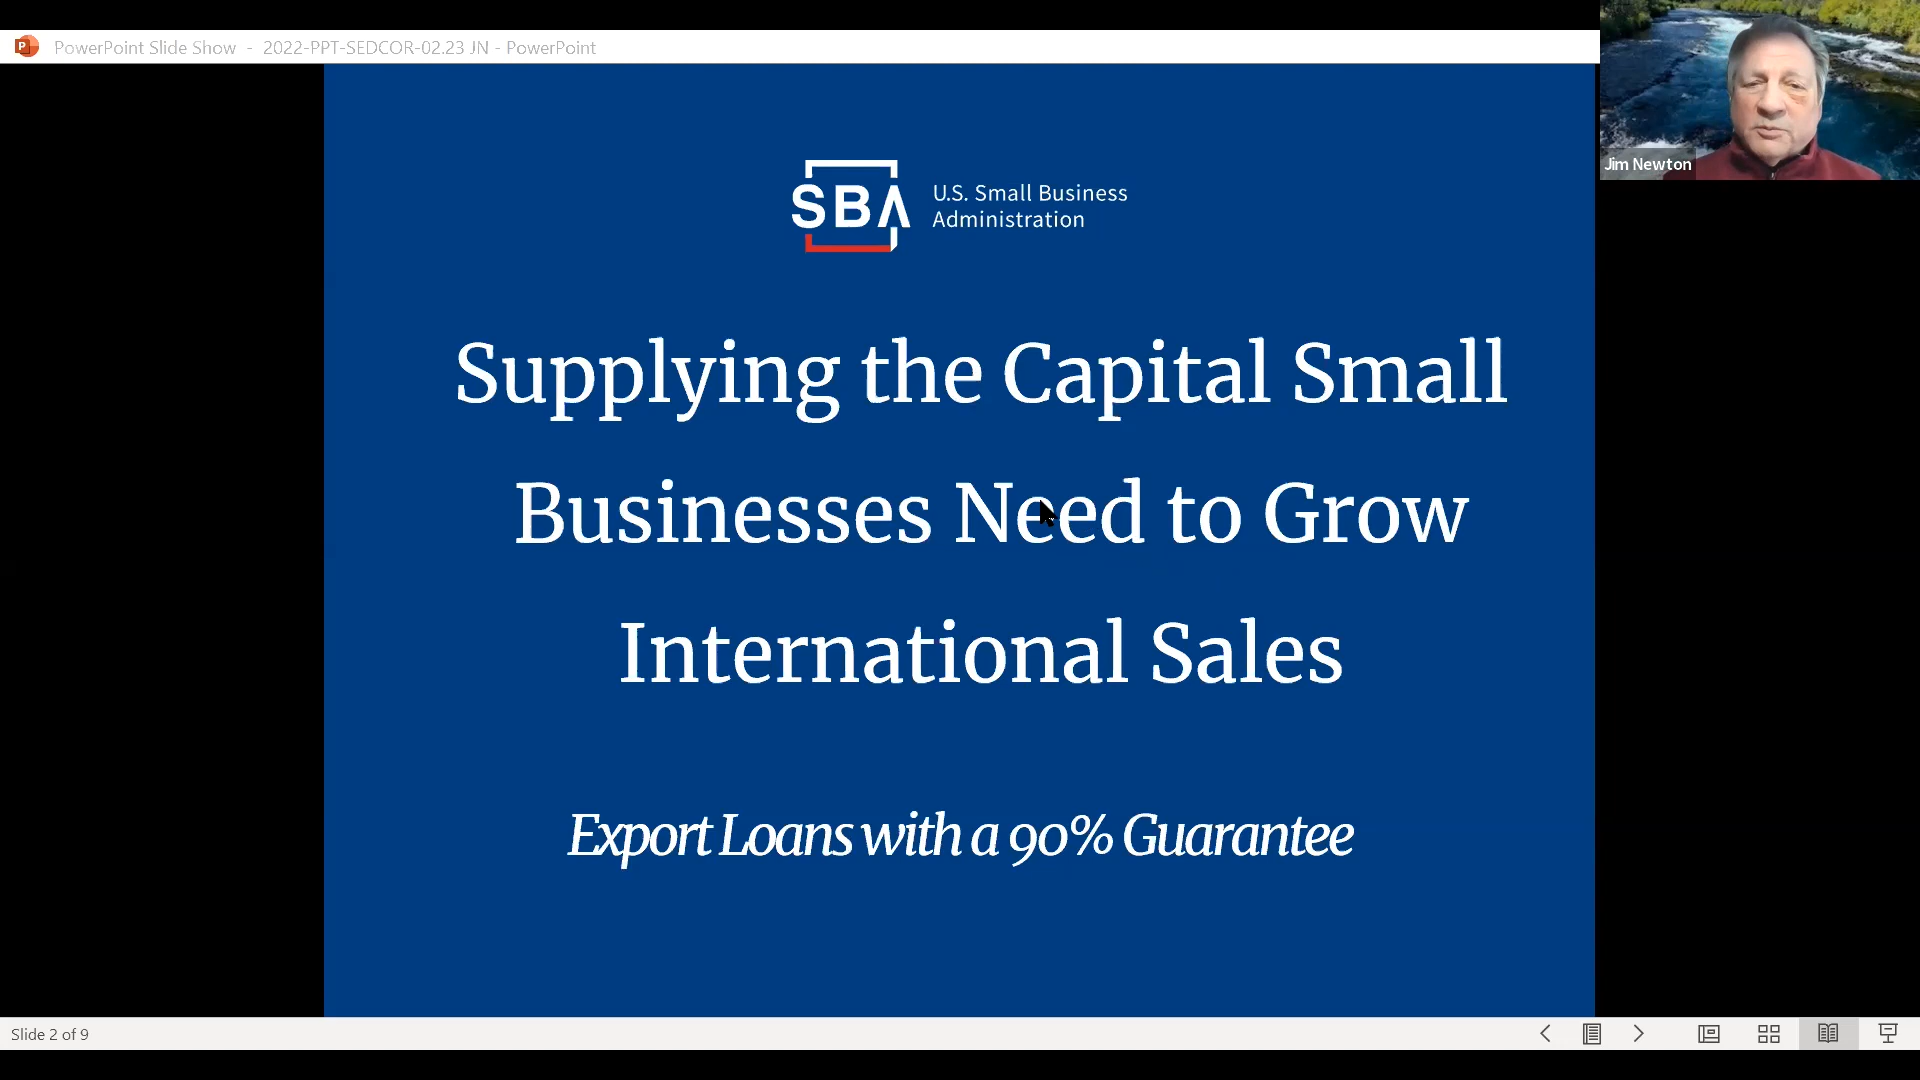 PowerPoint Slide Show - 2022-PPT-SEDCOR-02.23 JN - PowerPoint
Jim Newton
SBA
U.S. Small Business
Administration
Supplying the Capital Small
Businesses Need to Grow
International Sales
Export Loans with a 90% Guarantee
Slide 2 of 9